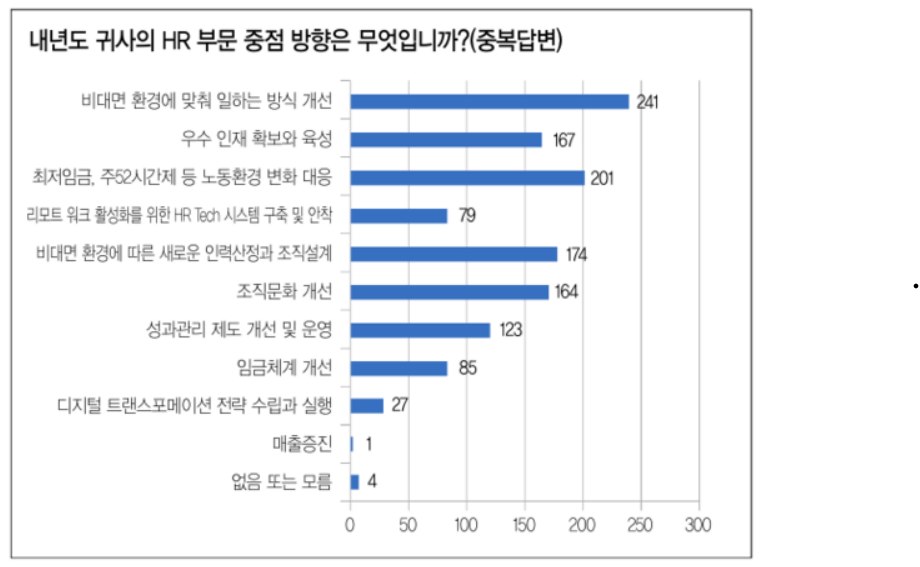 내년도 귀사의 HR 부문 중점 방향은 무엇입니까?(중복답변)
비대면 환경에 맞춰 일하는 방식 개선 241
우수 인재 확보와 육성 167
최저임금, 주52시간제 등 노동환경 변화 대응 201
리모트 워크 활성화를 위한 HR Tech 시스템 구축 및 안착 79
비대면 환경에 따른 새로운 인력산정과 조직설계 174
조직문화 개선 164
성과관리 제도 개선 및 운영 123
임금체계 개선 85
디지털 트랜스포메이션 전략 수립과 실행 27
매출증진 1
없음 또는 모름 4
0 50 100 150 200 250 300